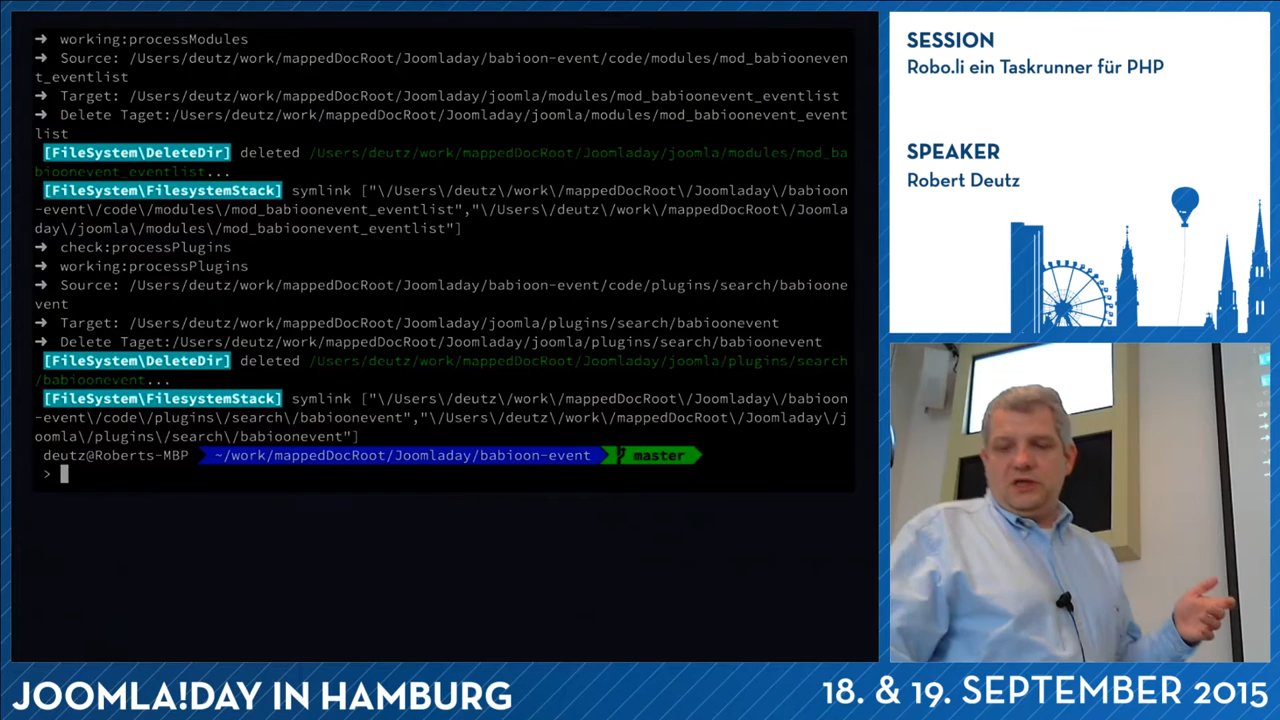 ➜  working:processModules
➜  Source: /Users/deutz/work/mappedDocRoot/Joomladay/babioon-event/code/modules/mod_babiooneven
t_eventlist
➜  Target: /Users/deutz/work/mappedDocRoot/Joomladay/joomla/modules/mod_babioonevent_eventlist
➜  Delete Taget:/Users/deutz/work/mappedDocRoot/Joomladay/joomla/modules/mod_babioonevent_event
list
[FileSystem\DeleteDir] deleted /Users/deutz/work/mappedDocRoot/Joomladay/joomla/modules/mod_ba
bioonevent_eventlist...
[FileSystem\FilesystemStack] symlink ["\/Users\/deutz\/work\/mappedDocRoot\/Joomladay\/babioon
-event\/code\/modules\/mod_babioonevent_eventlist","\/Users\/deutz\/work\/mappedDocRoot\/Joomla
day\/joomla\/modules\/mod_babioonevent_eventlist"]
➜  check:processPlugins
➜  working:processPlugins
➜  Source: /Users/deutz/work/mappedDocRoot/Joomladay/babioon-event/code/plugins/search/babioone
vent
➜  Target: /Users/deutz/work/mappedDocRoot/Joomladay/joomla/plugins/search/babioonevent
➜  Delete Taget:/Users/deutz/work/mappedDocRoot/Joomladay/joomla/plugins/search/babioonevent
[FileSystem\DeleteDir] deleted /Users/deutz/work/mappedDocRoot/Joomladay/joomla/plugins/search
/babioonevent...
[FileSystem\FilesystemStack] symlink ["\/Users\/deutz\/work\/mappedDocRoot\/Joomladay\/babioon
-event\/code\/plugins\/search\/babioonevent","\/Users\/deutz\/work\/mappedDocRoot\/Joomladay\/j
oomla\/plugins\/search\/babioonevent"]
deutz@Roberts-MBP ~/work/mappedDocRoot/Joomladay/babioon-event master
>
SESSION
Robo.li ein Taskrunner für PHP
SPEAKER
Robert Deutz
JOOMLA!DAY IN HAMBURG
18. & 19. SEPTEMBER 2015